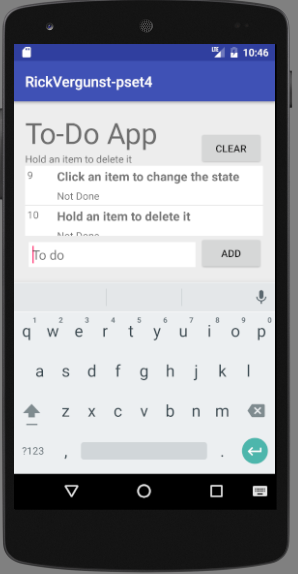 LTE 10:46
RickVergunst-pset4
To-Do App
Hold an item to delete it
CLEAR
9 Click an item to change the state
Not Done
10 Hold an item to delete it
Not Done
To do
ADD
1 2 3 4 5 6 7 8 9 0
q w e r t y u i o p
a s d f g h j k l
z x c v b n m
?123 , .